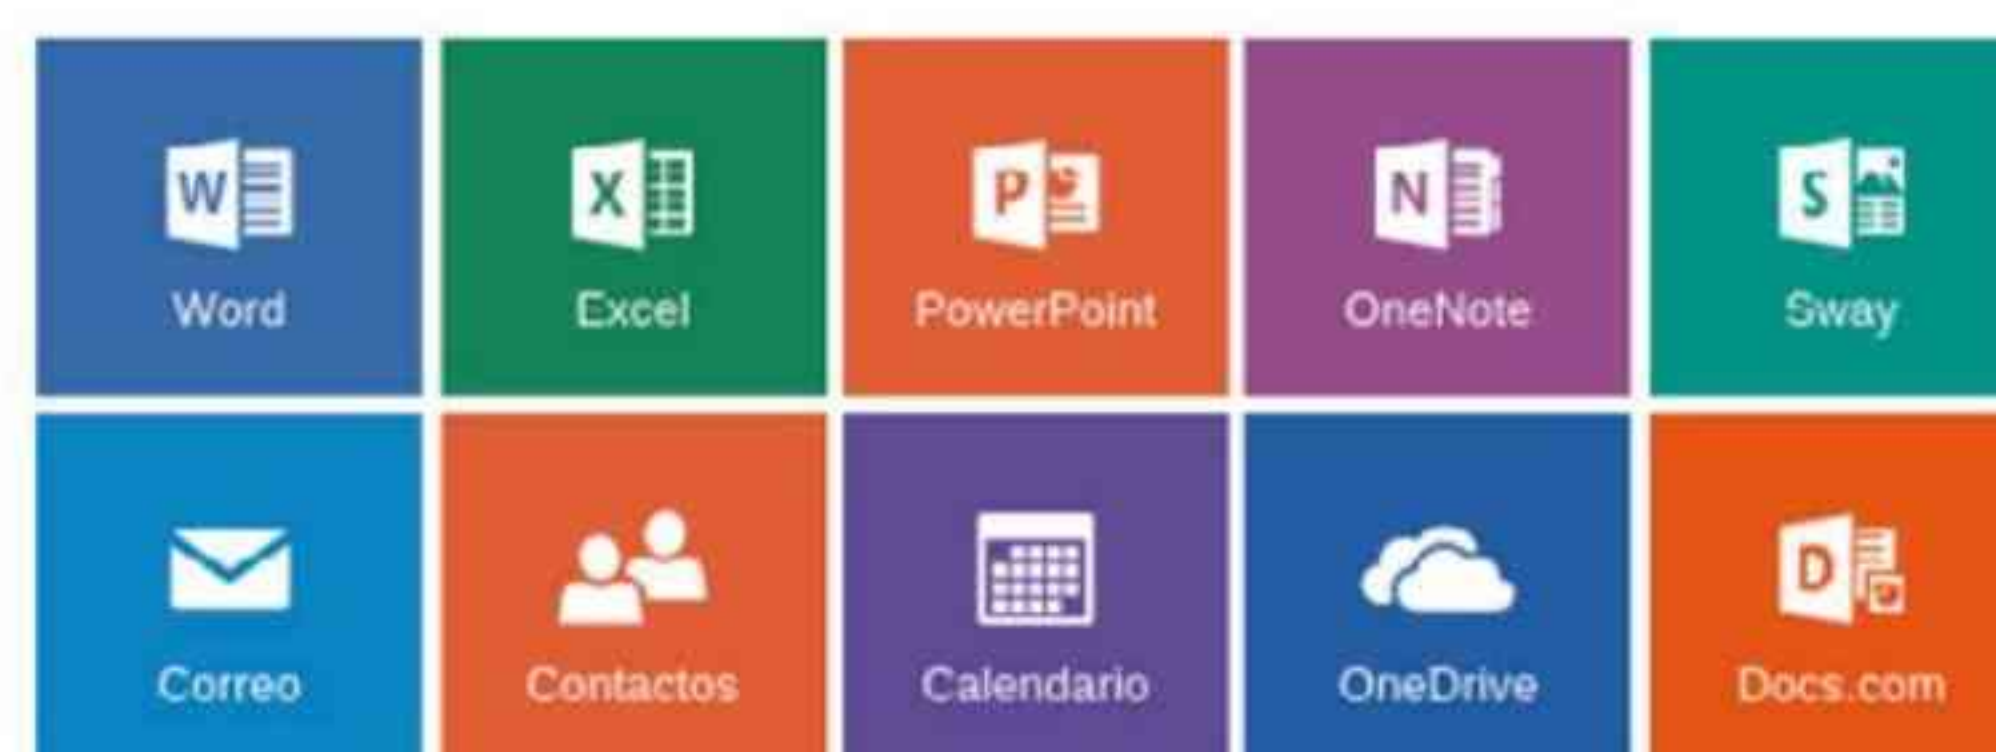 W
X
P
N
S
Word
Excel
PowerPoint
OneNote
Sway
D
Correo
Contactos
Calendario
OneDrive
Docs.com